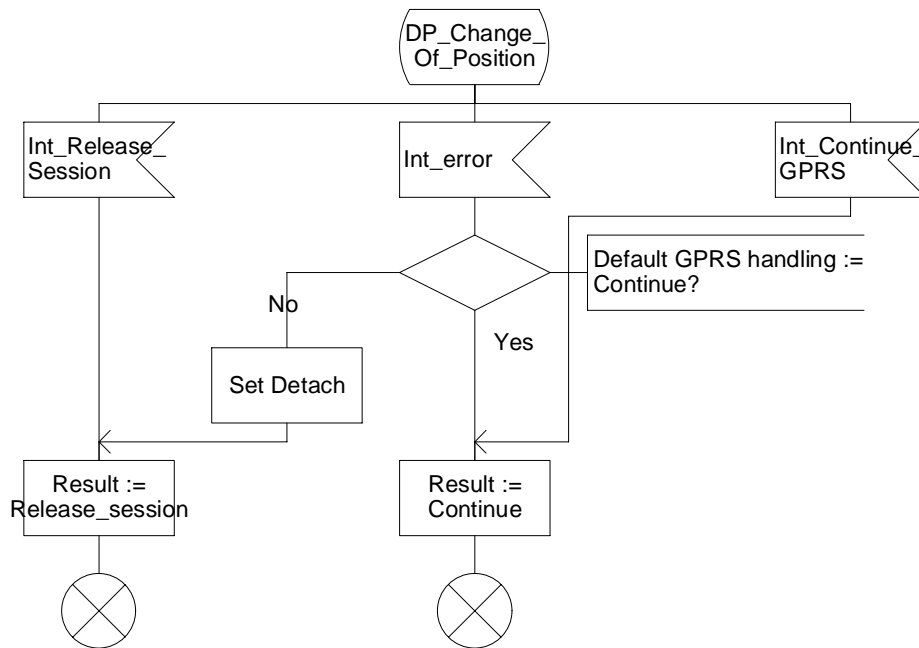 DP_Change_
Of_Position
Int_Release_
Session
Int_error
Int_Continue_
GPRS
Default GPRS handling :=
Continue?
No
Yes
Set Detach
Result :=
Release_session
Result :=
Continue